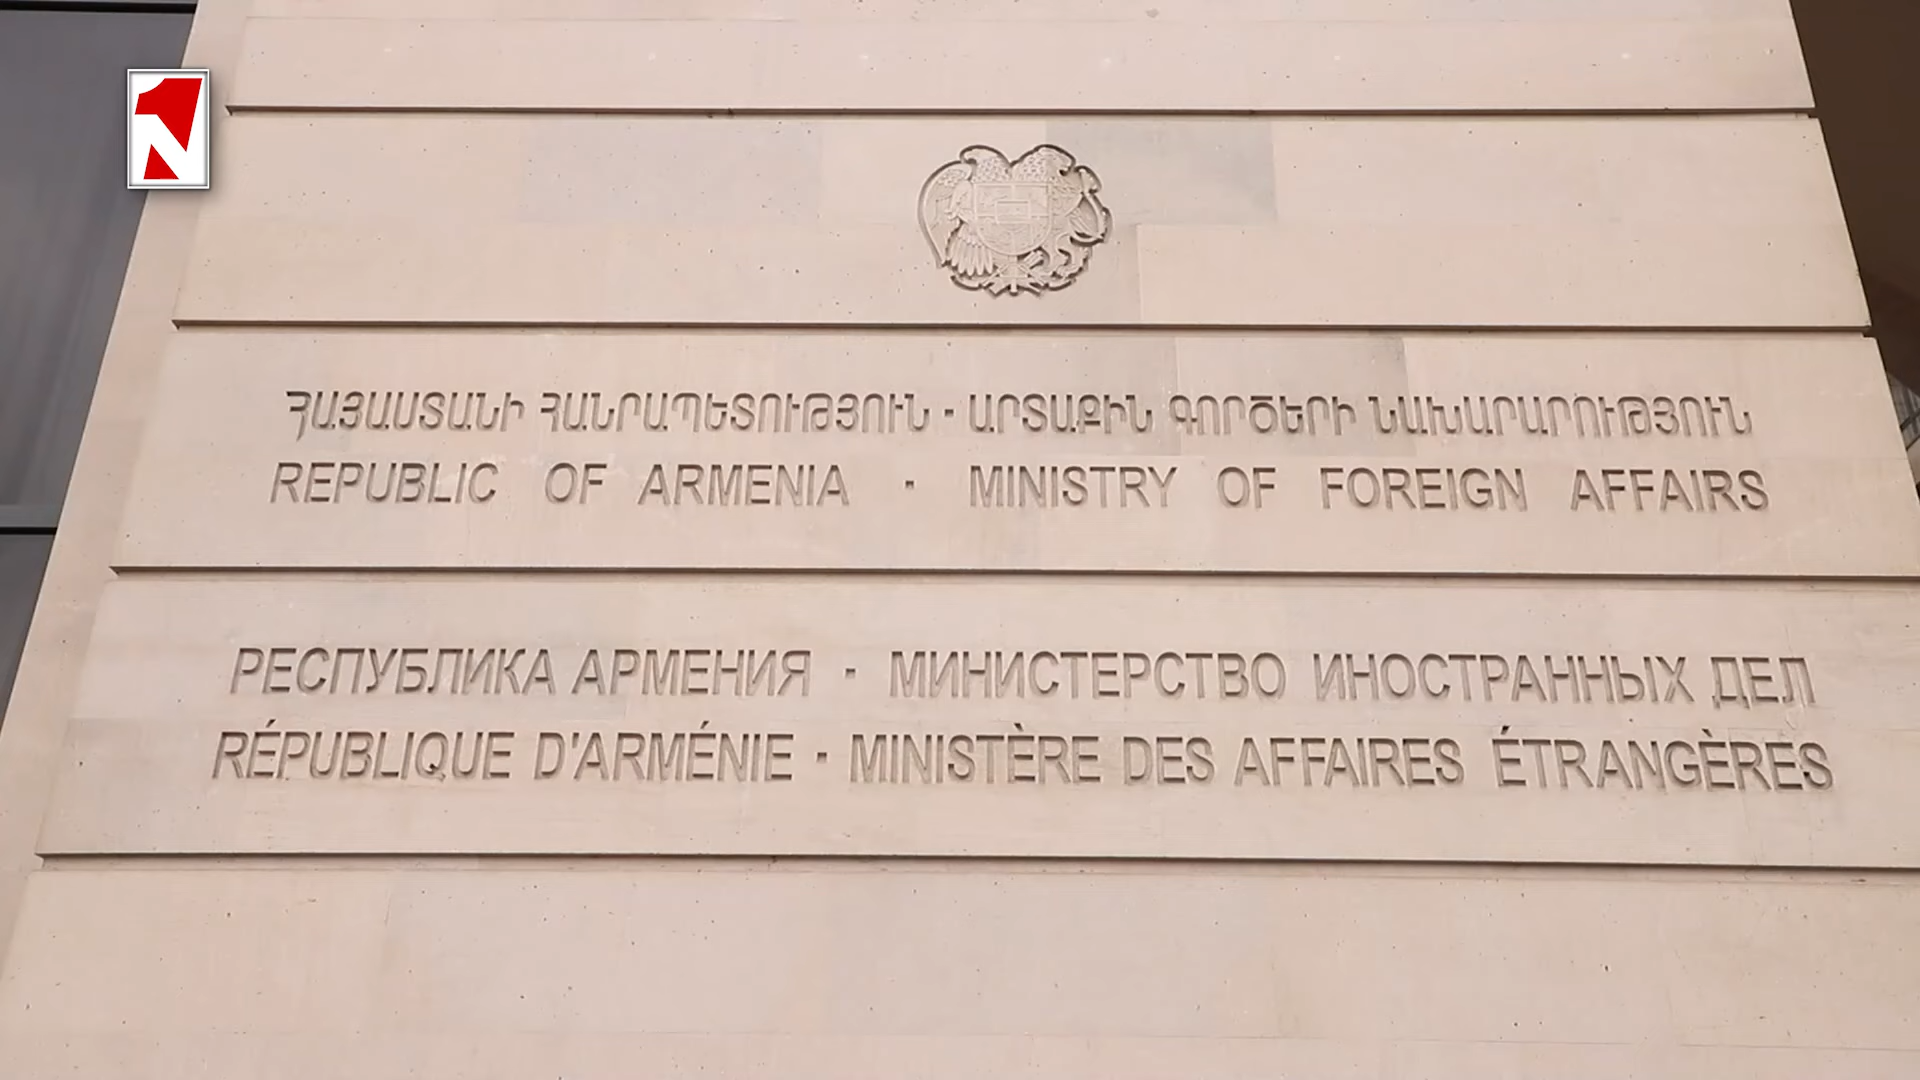 1N
ՀԱՅԱՍՏԱՆԻ ՀԱՆՐԱՊԵՏՈՒԹՅՈՒՆ · ԱՐՏԱՔԻՆ ԳՈՐԾԵՐԻ ՆԱԽԱՐԱՐՈՒԹՅՈՒՆ
REPUBLIC OF ARMENIA · MINISTRY OF FOREIGN AFFAIRS
РЕСПУБЛИКА АРМЕНИЯ · МИНИСТЕРСТВО ИНОСТРАННЫХ ДЕЛ
RÉPUBLIQUE D'ARMÉNIE · MINISTÈRE DES AFFAIRES ÉTRANGÈRES